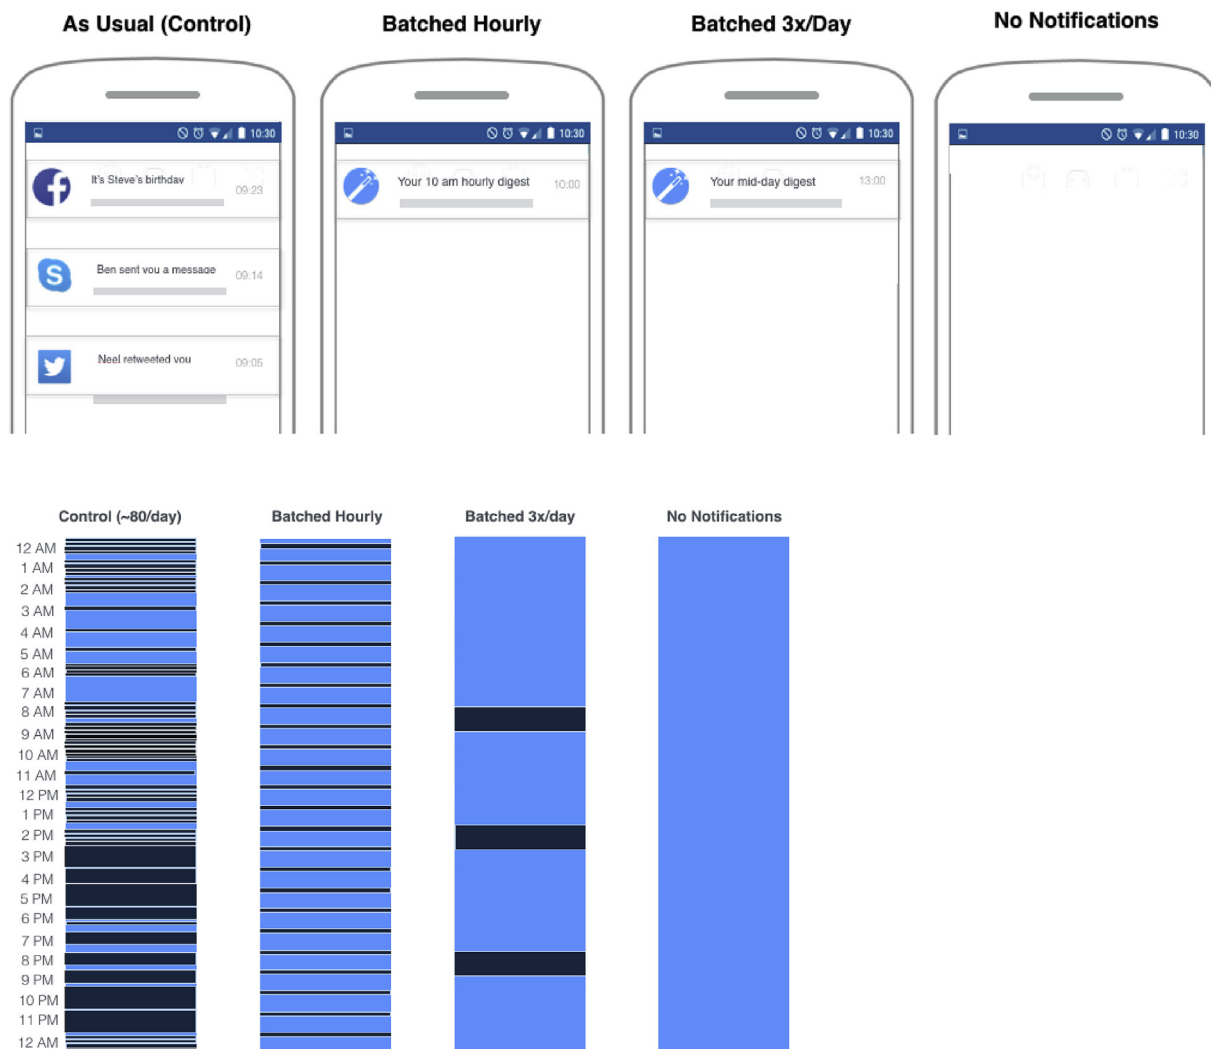 As Usual (Control)
Batched Hourly
Batched 3x/Day
No Notifications
10:30
10:30
10:30
10:30
It's Steve's birthday
09:23
Your 10 am hourly digest
10:00
Your mid-day digest
13:00
Ben sent you a message
09:14
Neel retweeted you
09:05
Control (~80/day)
Batched Hourly
Batched 3x/day
No Notifications
12 AM
1 AM
2 AM
3 AM
4 AM
5 AM
6 AM
7 AM
8 AM
9 AM
10 AM
11 AM
12 PM
1 PM
2 PM
3 PM
4 PM
5 PM
6 PM
7 PM
8 PM
9 PM
10 PM
11 PM
12 AM